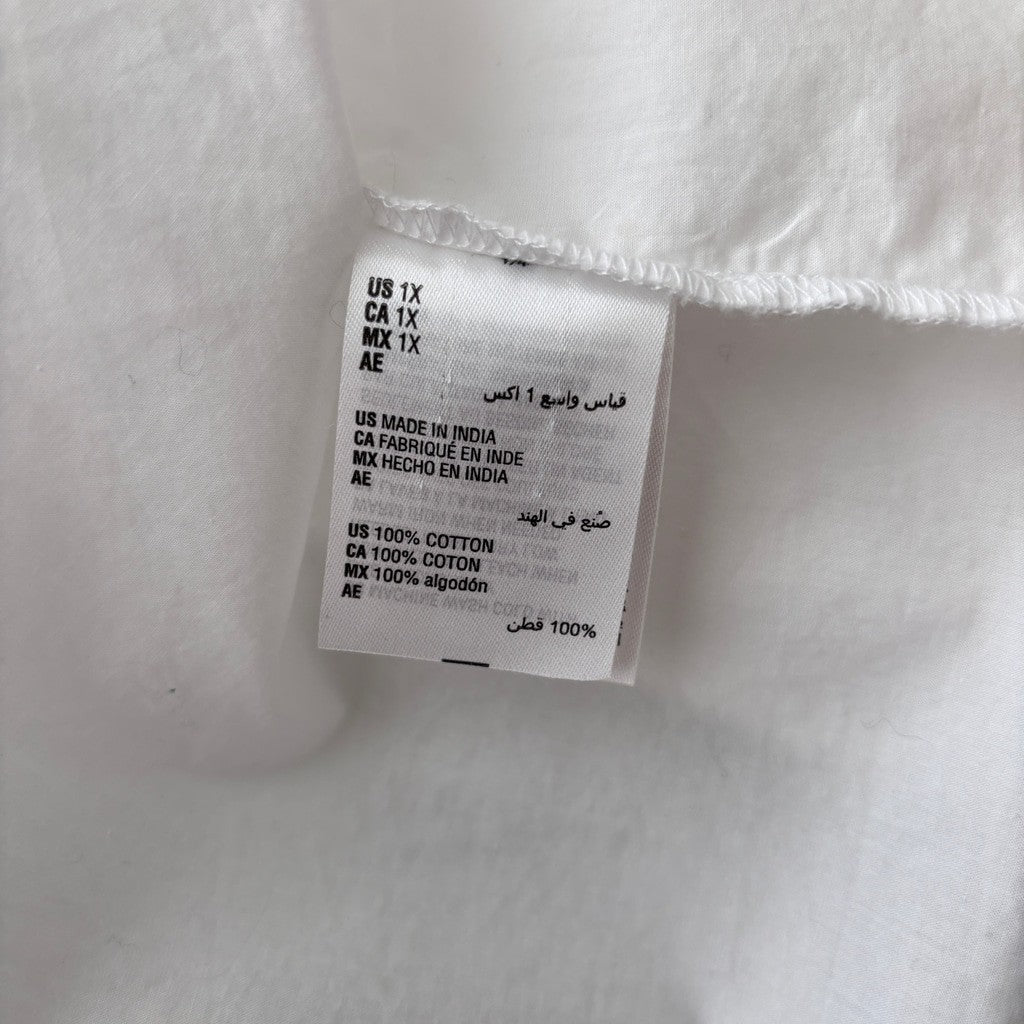 US 1X
CA 1X
MX 1X
AE
قياس واسع 1 اكس
US MADE IN INDIA
CA FABRIQUÉ EN INDE
MX HECHO EN INDIA
AE
صُنع في الهند
US 100% COTTON
CA 100% COTON
MX 100% algodón
AE
100% قطن